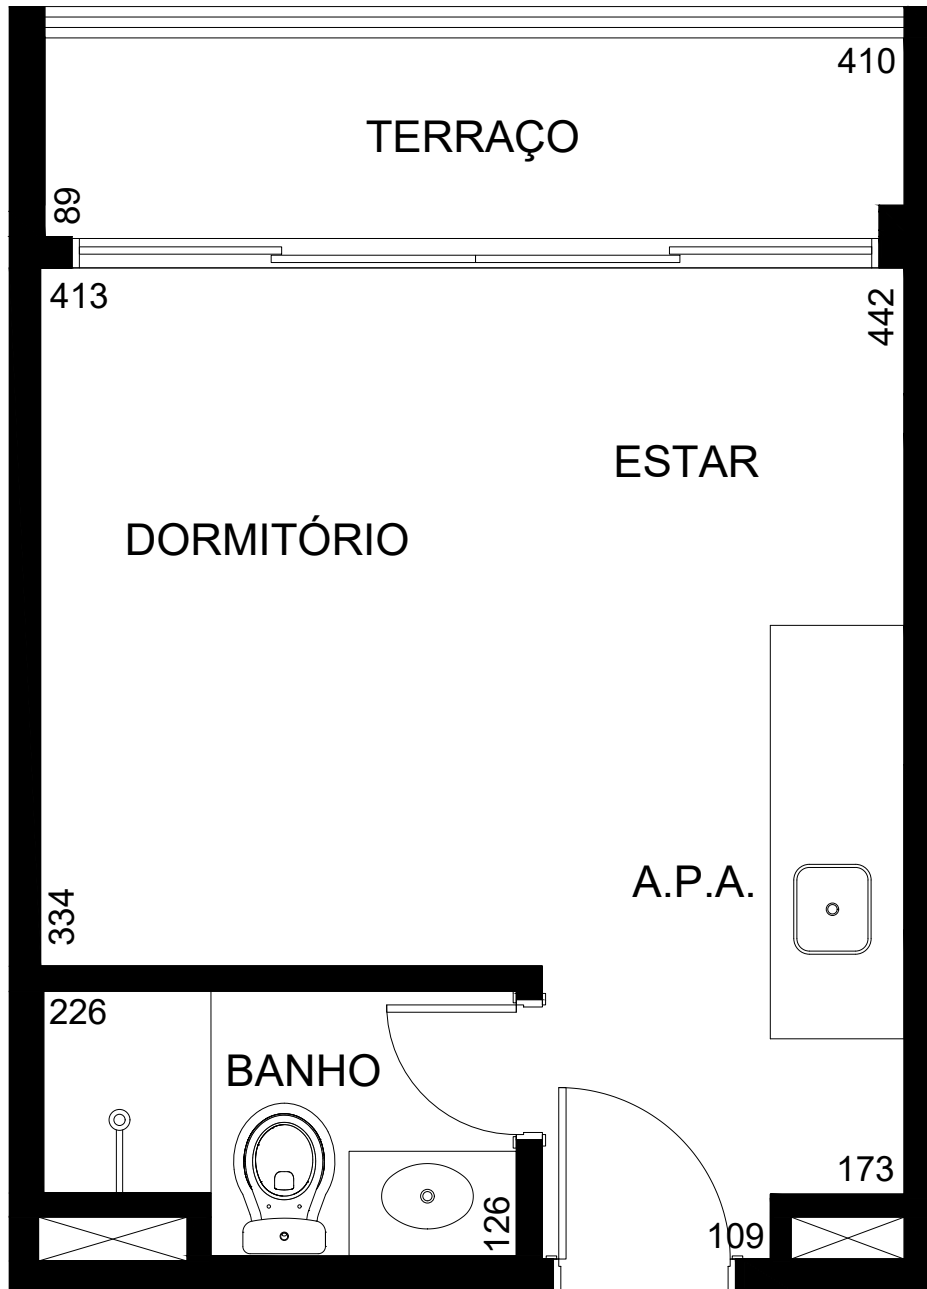 410
TERRAÇO
89
413
442
ESTAR
DORMITÓRIO
A.P.A.
334
226
BANHO
173
126
109